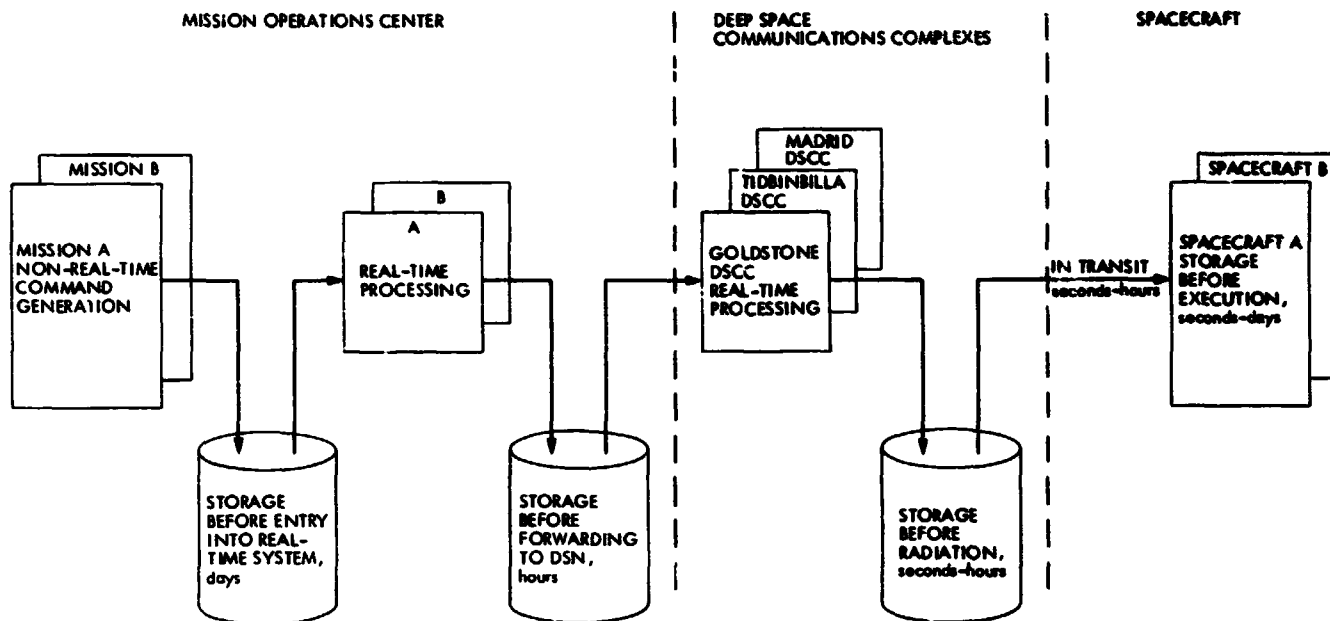 MISSION OPERATIONS CENTER
DEEP SPACE
COMMUNICATIONS COMPLEXES
SPACECRAFT
MISSION B
MISSION A
NON-REAL-TIME
COMMAND
GENERATION
B
A
REAL-TIME
PROCESSING
MADRID
DSCC
TIDBINBILLA
DSCC
GOLDSTONE
DSCC
REAL-TIME
PROCESSING
IN TRANSIT
seconds-hours
SPACECRAFT B
SPACECRAFT A
STORAGE
BEFORE
EXECUTION,
seconds-days
STORAGE
BEFORE ENTRY
INTO REAL-
TIME SYSTEM,
days
STORAGE
BEFORE
FORWARDING
TO DSN,
hours
STORAGE
BEFORE
RADIATION,
seconds-hours